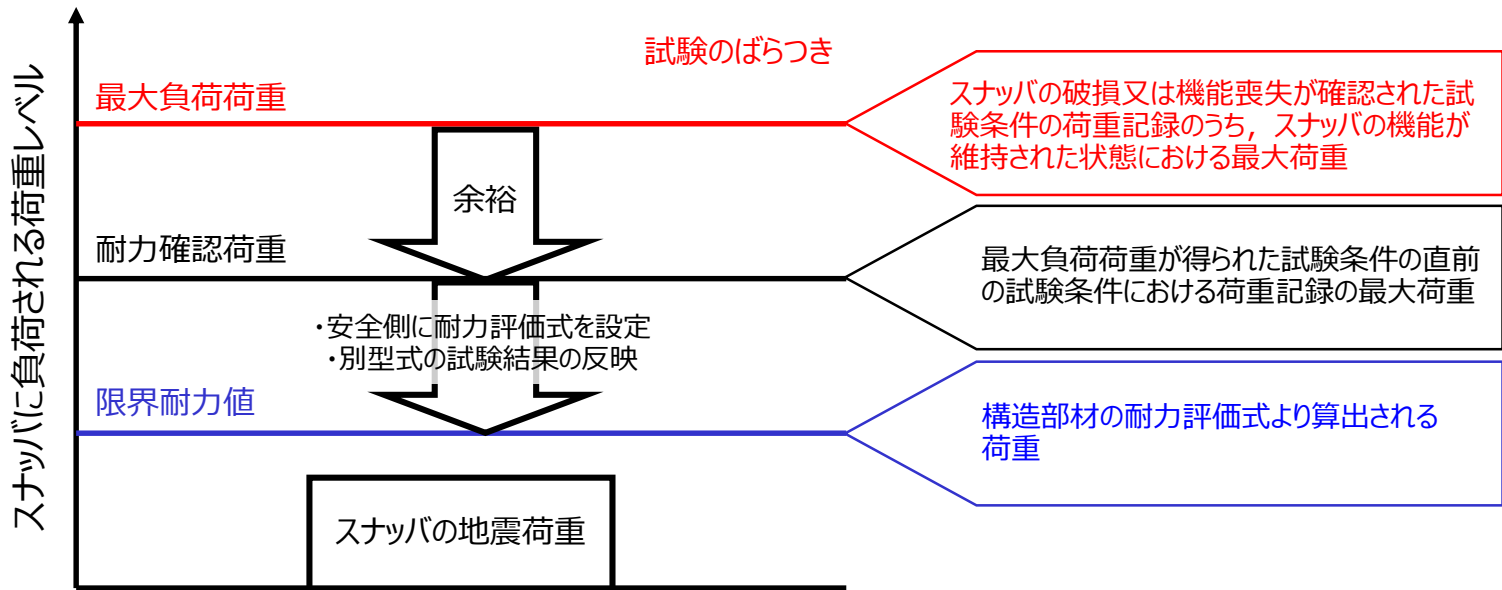 スナッバに負荷される荷重レベル
試験のばらつき
最大負荷荷重
スナッバの破損又は機能喪失が確認された試
験条件の荷重記録のうち，スナッバの機能が
維持された状態における最大荷重
余裕
耐力確認荷重
最大負荷荷重が得られた試験条件の直前
の試験条件における荷重記録の最大荷重
・安全側に耐力評価式を設定
・別型式の試験結果の反映
限界耐力値
構造部材の耐力評価式より算出される
荷重
スナッバの地震荷重